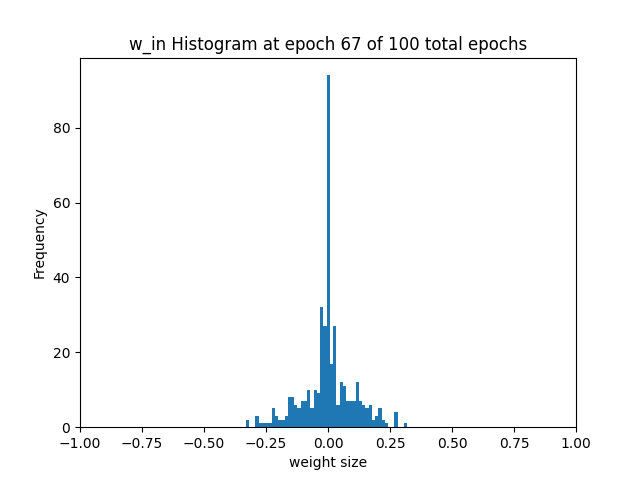 w_in Histogram at epoch 67 of 100 total epochs
Frequency
80
60
40
20
0
−1.00 −0.75 −0.50 −0.25 0.00 0.25 0.50 0.75 1.00
weight size